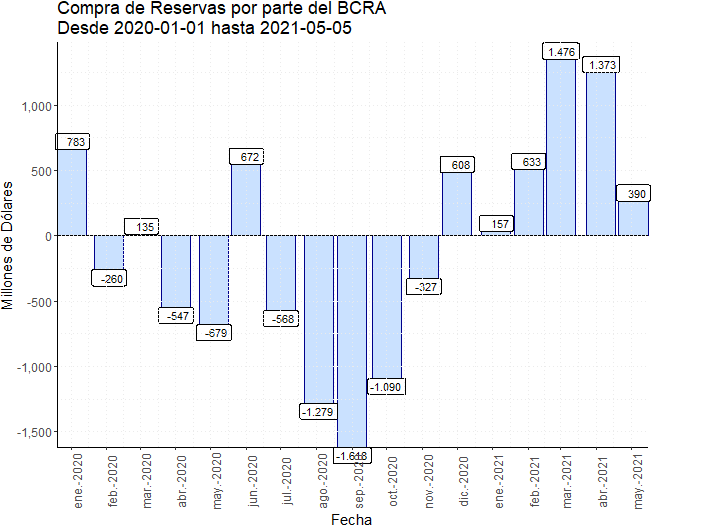 Compra de Reservas por parte del BCRA
Desde 2020-01-01 hasta 2021-05-05
Millones de Dólares
1,000
500
0
-500
-1,000
-1,500
783
-260
135
-547
-679
672
-568
-1.279
-1.618
-1.090
-327
608
157
633
1.476
1.373
390
ene.-2020
feb.-2020
mar.-2020
abr.-2020
may.-2020
jun.-2020
jul.-2020
ago.-2020
sep.-2020
oct.-2020
nov.-2020
dic.-2020
ene.-2021
feb.-2021
mar.-2021
abr.-2021
may.-2021
Fecha